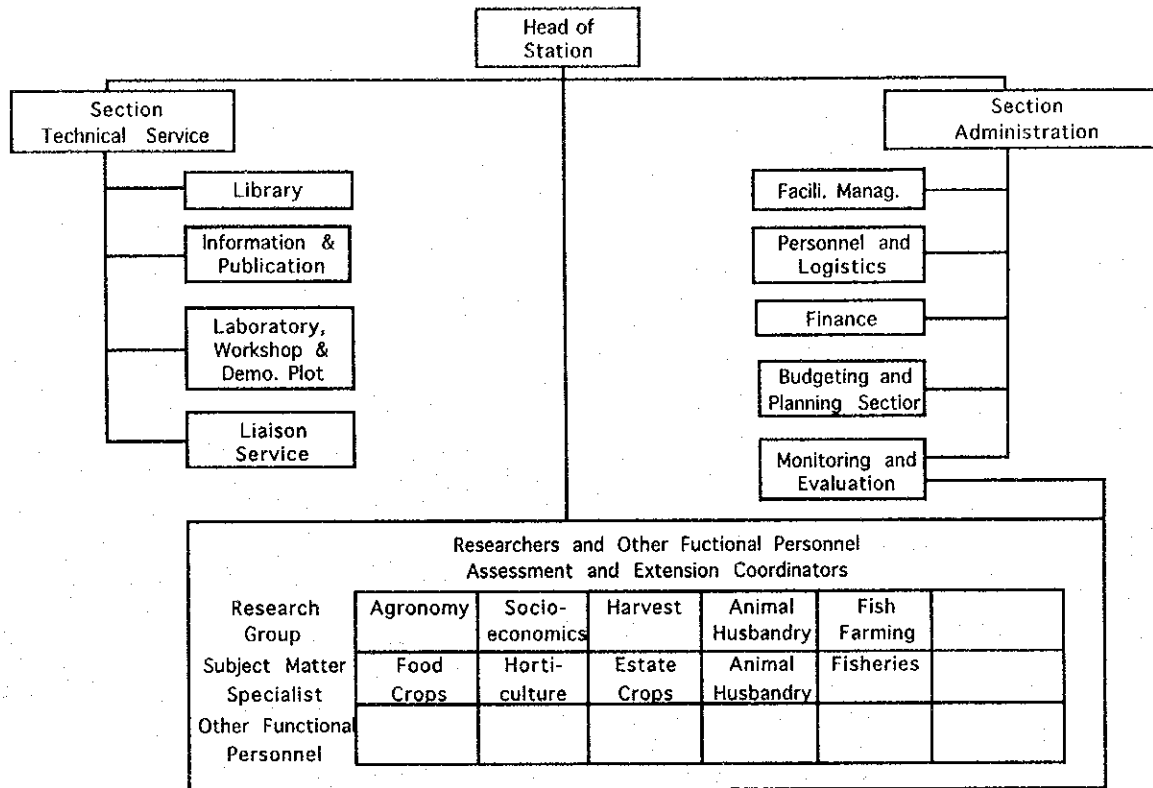 Head of
Station
Section
Technical Service
Section
Administration
Library
Information &
Publication
Laboratory,
Workshop &
Demo. Plot
Liaison
Service
Facili. Manag.
Personnel and
Logistics
Finance
Budgeting and
Planning Sectior
Monitoring and
Evaluation
Researchers and Other Fuctional Personnel
Assessment and Extension Coordinators
Research
Group
Agronomy
Socio-
economics
Harvest
Animal
Husbandry
Fish
Farming
Subject Matter
Specialist
Food
Crops
Horti-
culture
Estate
Crops
Animal
Husbandry
Fisheries
Other Functional
Personnel